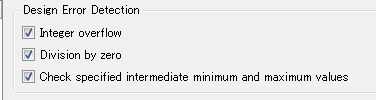 Design Error Detection
Integer overflow
Division by zero
Check specified intermediate minimum and maximum values